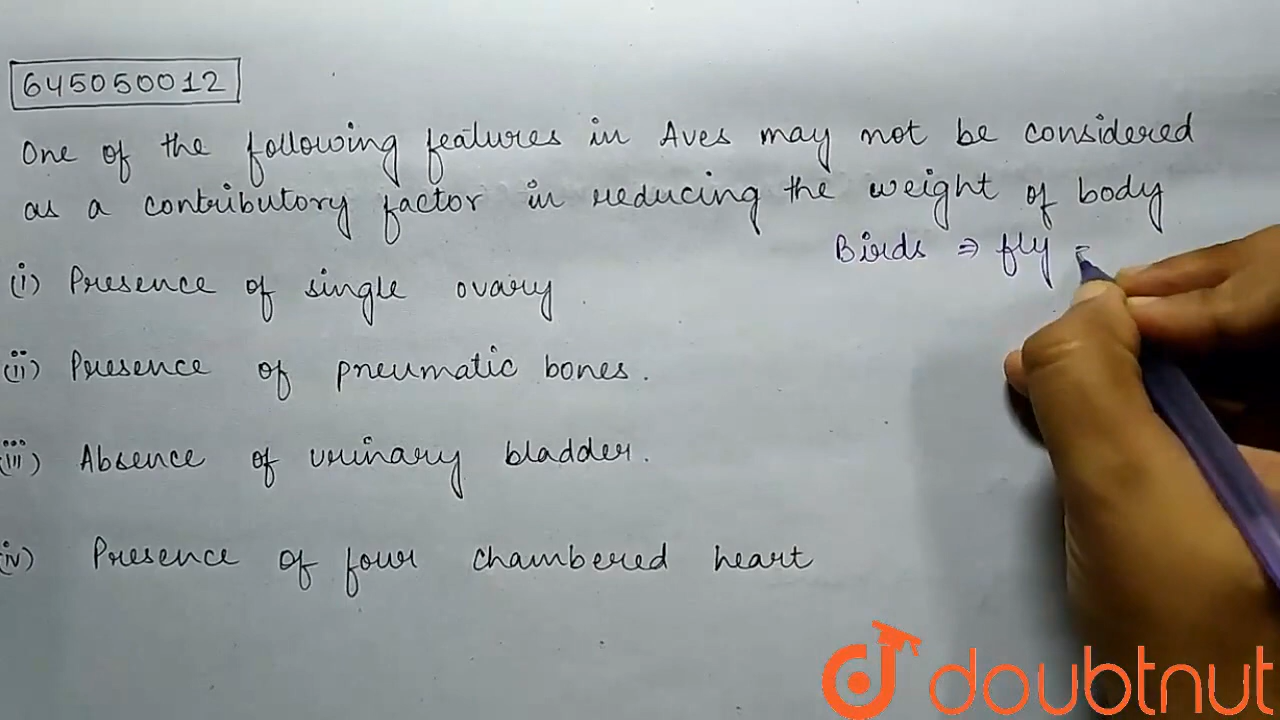 645050012
One of the following features in Aves may not be considered
as a contributory factor in reducing the weight of body
Birds ⇒ fly =
(i) Presence of single ovary
(ii) Presence of pneumatic bones.
(iii) Absence of urinary bladder.
(iv) Presence of four chambered heart
doubtnut